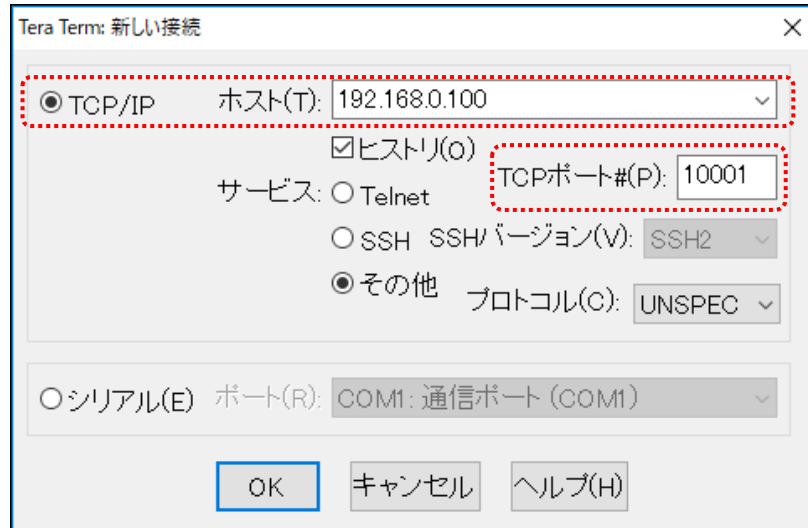 Tera Term: 新しい接続
TCP/IP ホスト(T): 192.168.0.100
ヒストリ(O)
サービス: Telnet TCPポート#(P): 10001
SSH SSHバージョン(V): SSH2
その他 プロトコル(C): UNSPEC
シリアル(E) ポート(R): COM1: 通信ポート (COM1)
OK キャンセル ヘルプ(H)